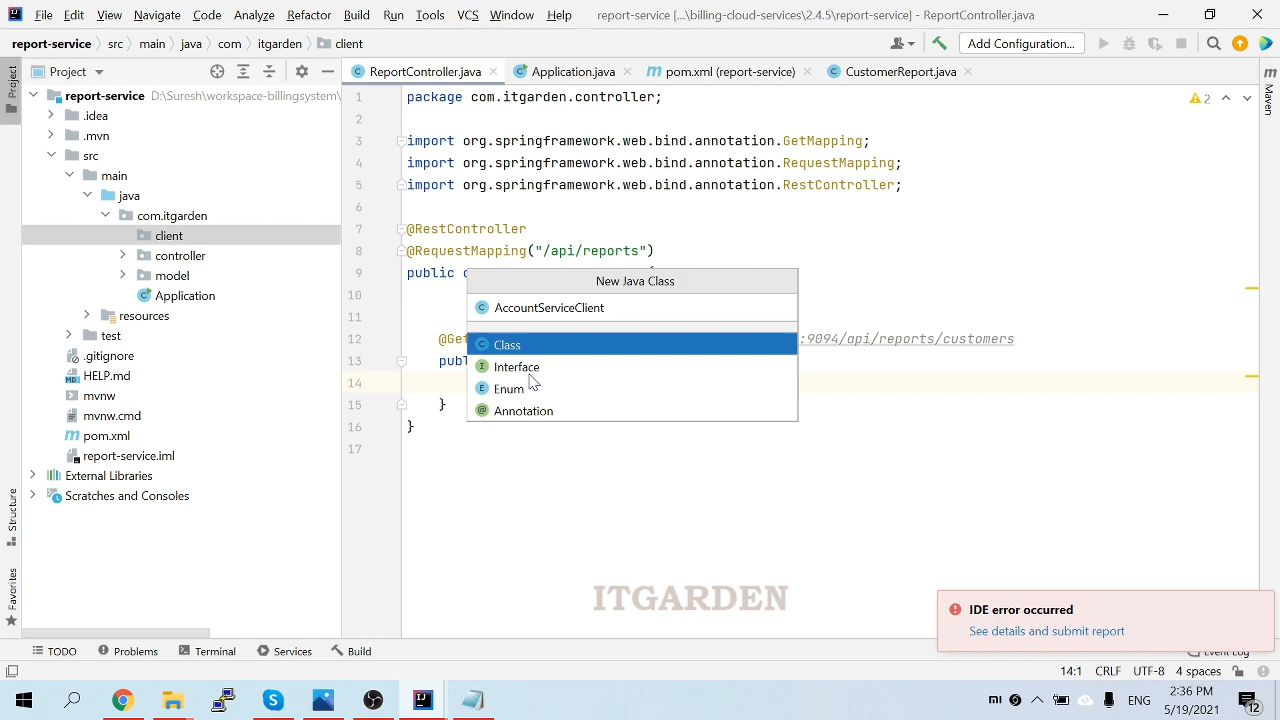 File Edit View Navigate Code Analyze Refactor Build Run Tools VCS Window Help report-service [...\billing cloud-services\2.4.5\report-service] - ReportController.java
report-service src main java com itgarden client
Add Configuration...
Project
ReportController.java Application.java pom.xml (report-service) CustomerReport.java
Project
Maven
Structure
Favorites
report-service D:\Suresh\workspace-billingsystem\
.idea
.mvn
src
main
java
com.itgarden
client
controller
model
Application
resources
test
.gitignore
HELP.md
mvnw
mvnw.cmd
pom.xml
report-service.iml
External Libraries
Scratches and Consoles
1 package com.itgarden.controller;
2
3 import org.springframework.web.bind.annotation.GetMapping;
4 import org.springframework.web.bind.annotation.RequestMapping;
5 import org.springframework.web.bind.annotation.RestController;
6
7 @RestController
8 @RequestMapping("/api/reports")
9 public
10
11
12 @Get :9094/api/reports/customers
13 pub
14
15 }
16 }
17
2
New Java Class
AccountServiceClient
Class
Interface
Enum
Annotation
ITGARDEN
IDE error occurred
See details and submit report
TODO Problems Terminal Services Build Event Log
14:1 CRLF UTF-8 4 spaces
ENG
2:36 PM
5/19/2021
12